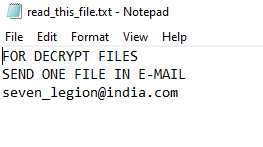 read_this_file.txt - Notepad
File Edit Format View Help
FOR DECRYPT FILES
SEND ONE FILE IN E-MAIL
seven_legion@india.com